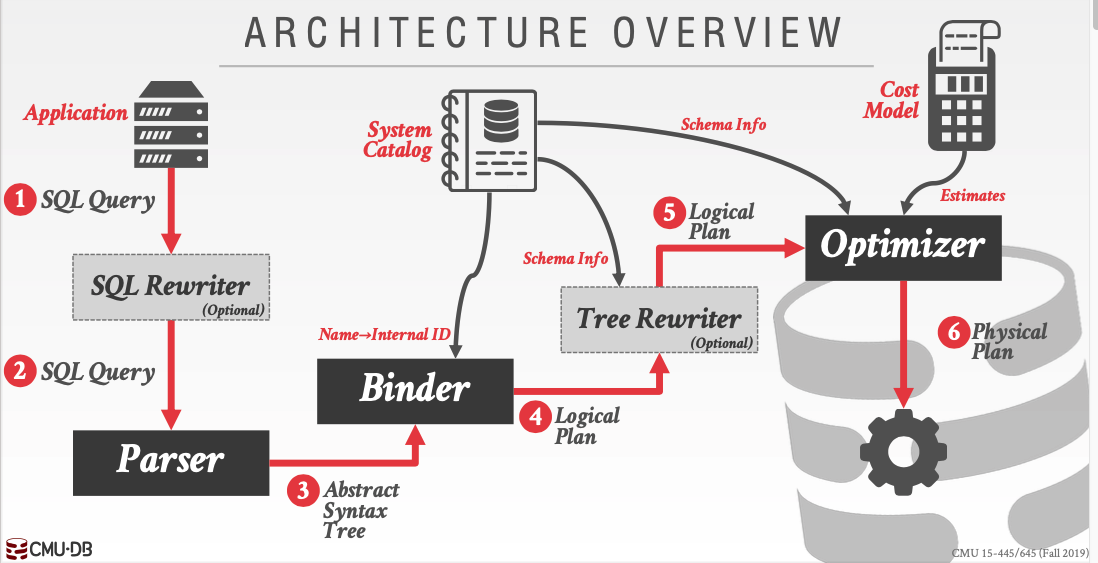 ARCHITECTURE OVERVIEW
Application
1 SQL Query
SQL Rewriter
(Optional)
2 SQL Query
Parser
3 Abstract
Syntax
Tree
System
Catalog
Name→Internal ID
Binder
4 Logical
Plan
Schema Info
Tree Rewriter
(Optional)
5 Logical
Plan
Schema Info
Cost
Model
Estimates
Optimizer
6 Physical
Plan
CMU·DB
CMU 15-445/645 (Fall 2019)